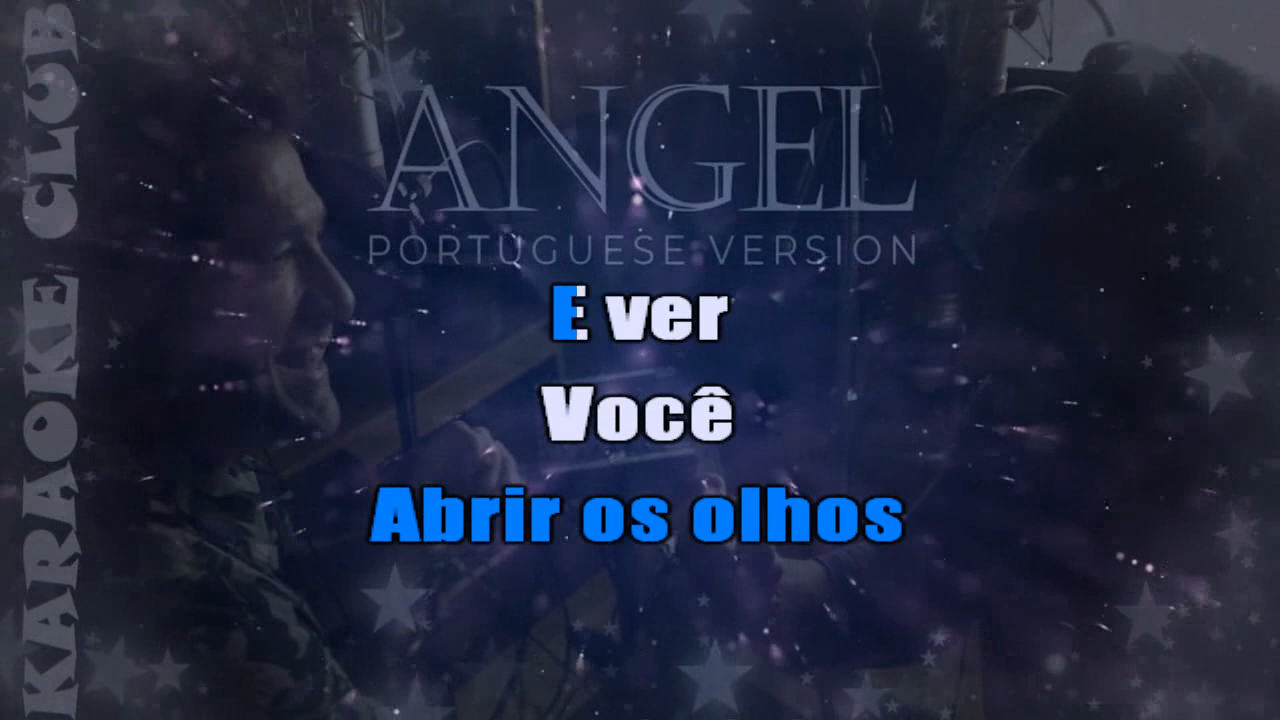 KARAOKE CLUB
ANGEL
PORTUGUESE VERSION
E ver
Você
Abrir os olhos